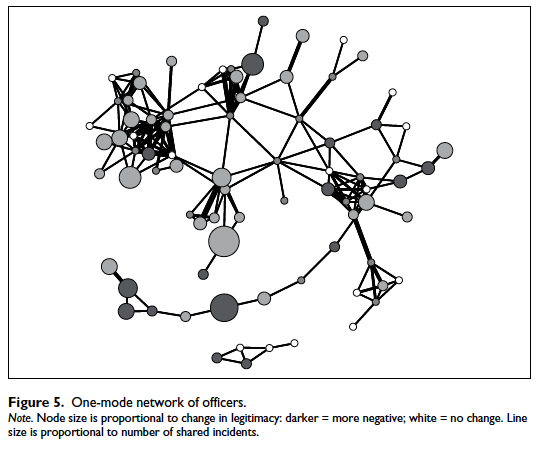 Figure 5. One-mode network of officers.
Note. Node size is proportional to change in legitimacy: darker = more negative; white = no change. Line
size is proportional to number of shared incidents.